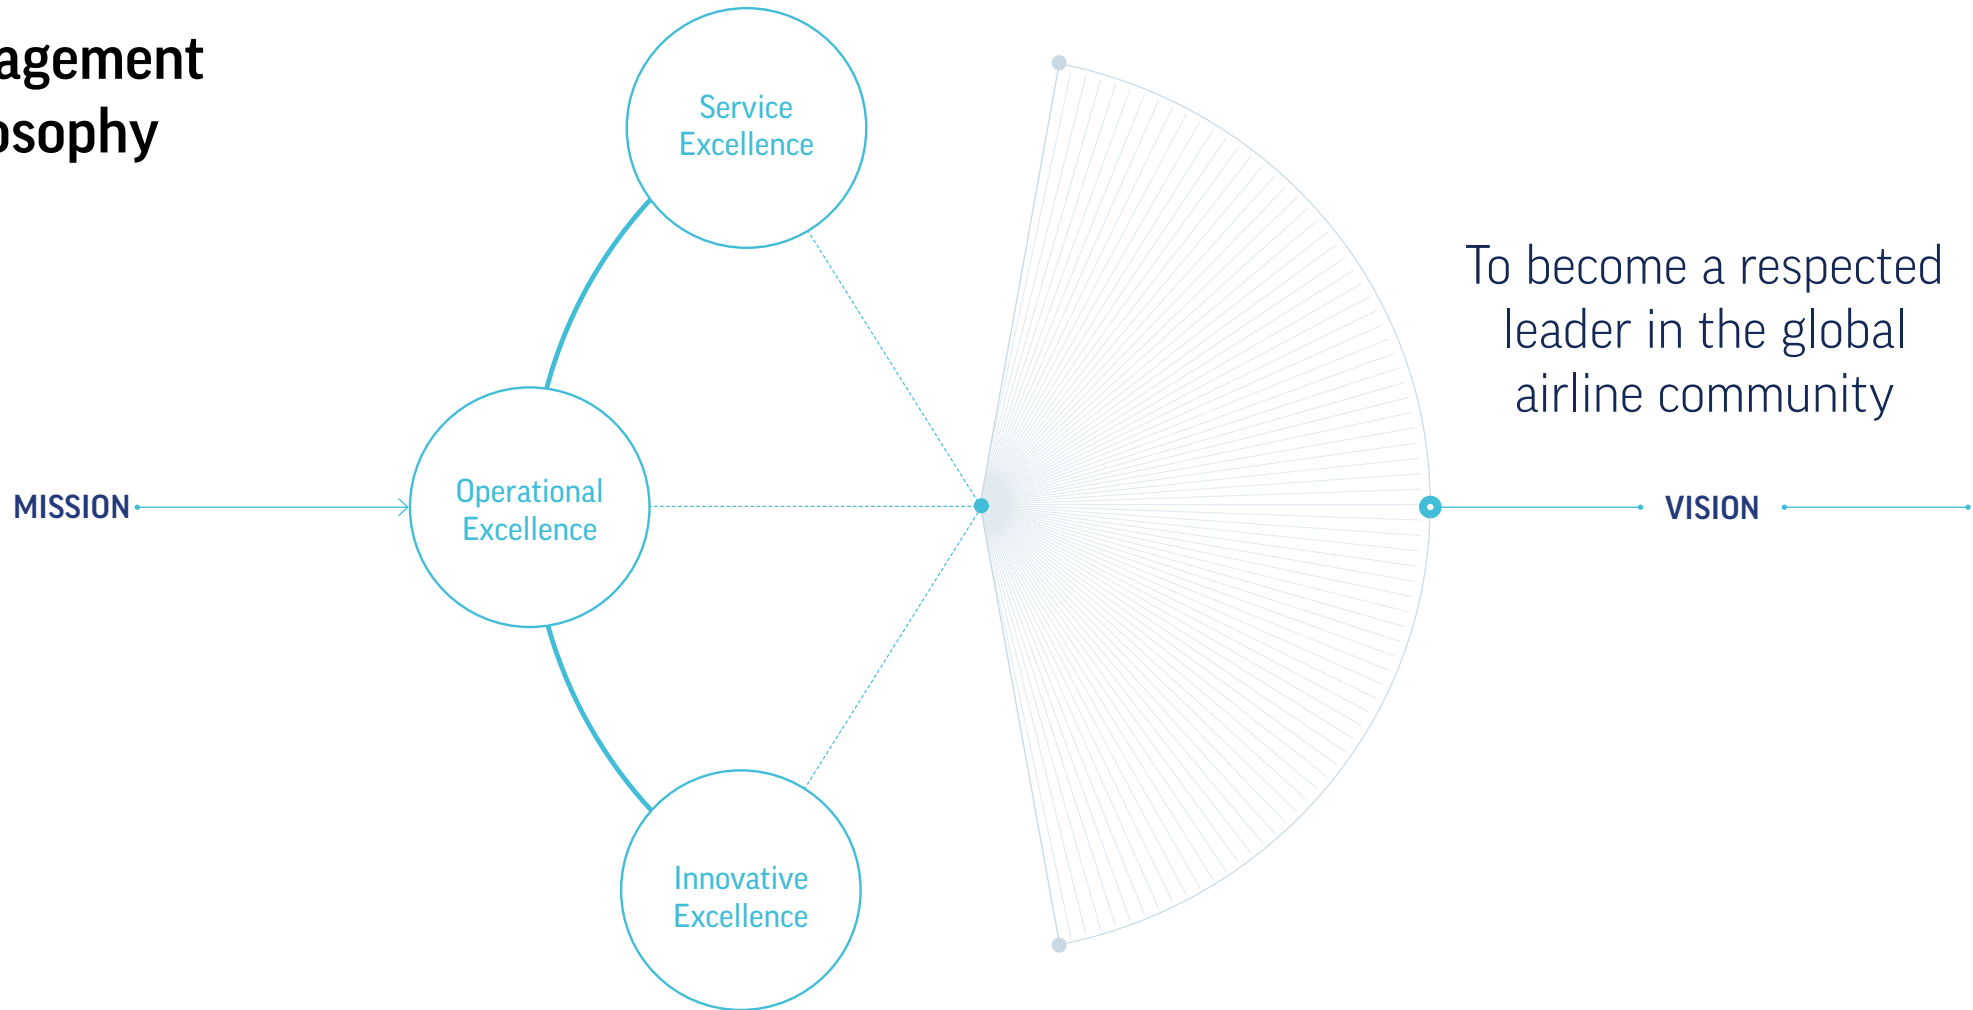 agement
osophy
Service
Excellence
To become a respected
leader in the global
airline community
MISSION
Operational
Excellence
VISION
Innovative
Excellence